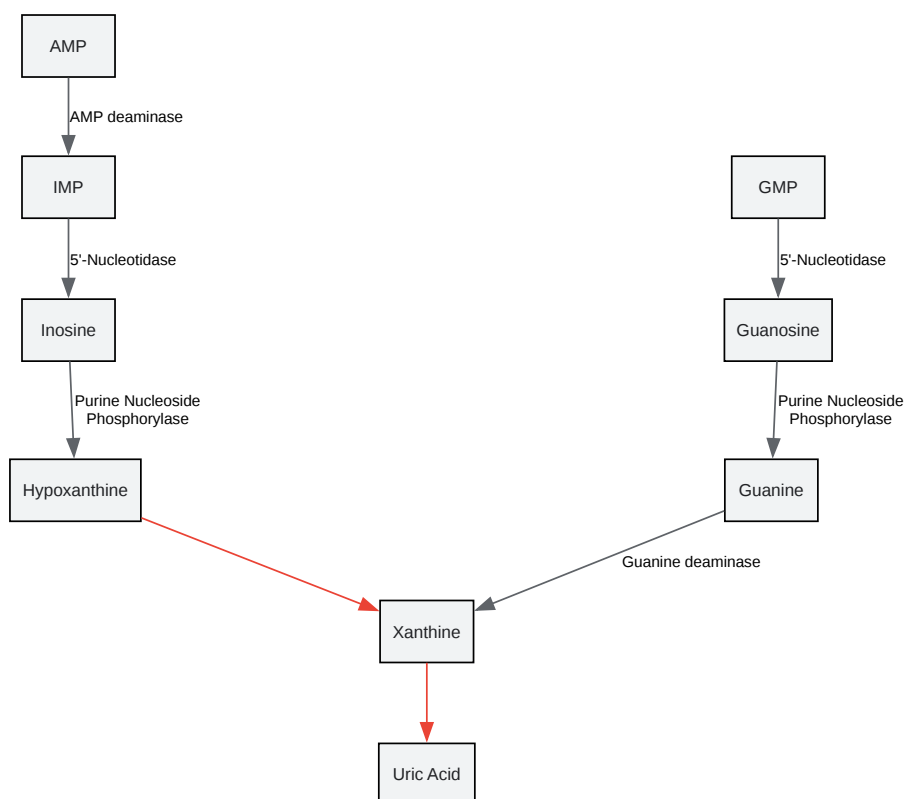 AMP
AMP deaminase
IMP
GMP
5'-Nucleotidase
5'-Nucleotidase
Inosine
Guanosine
Purine Nucleoside
Phosphorylase
Purine Nucleoside
Phosphorylase
Hypoxanthine
Guanine
Guanine deaminase
Xanthine
Uric Acid